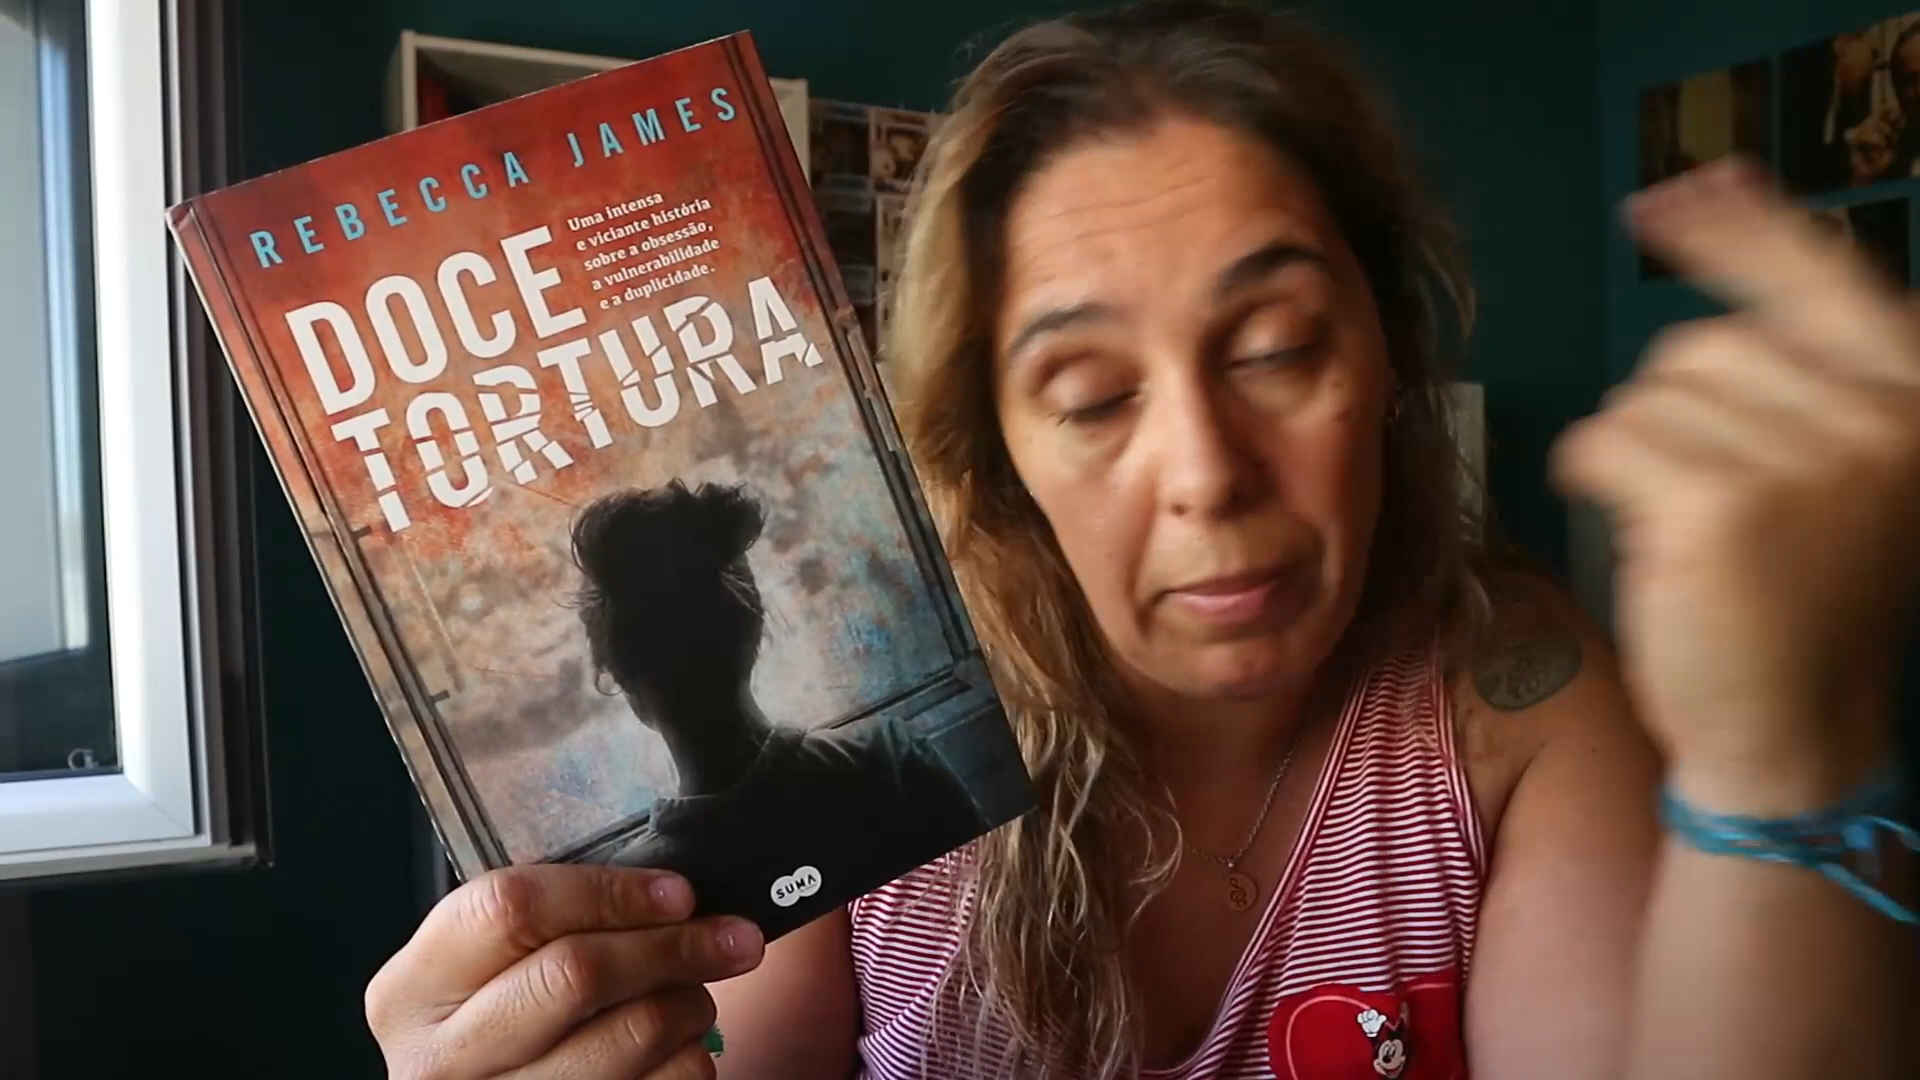 REBECCA JAMES
DOCE
Uma intensa
e viciante história
sobre a obsessão,
a vulnerabilidade
e a duplicidade.
TORTURA
SUMA